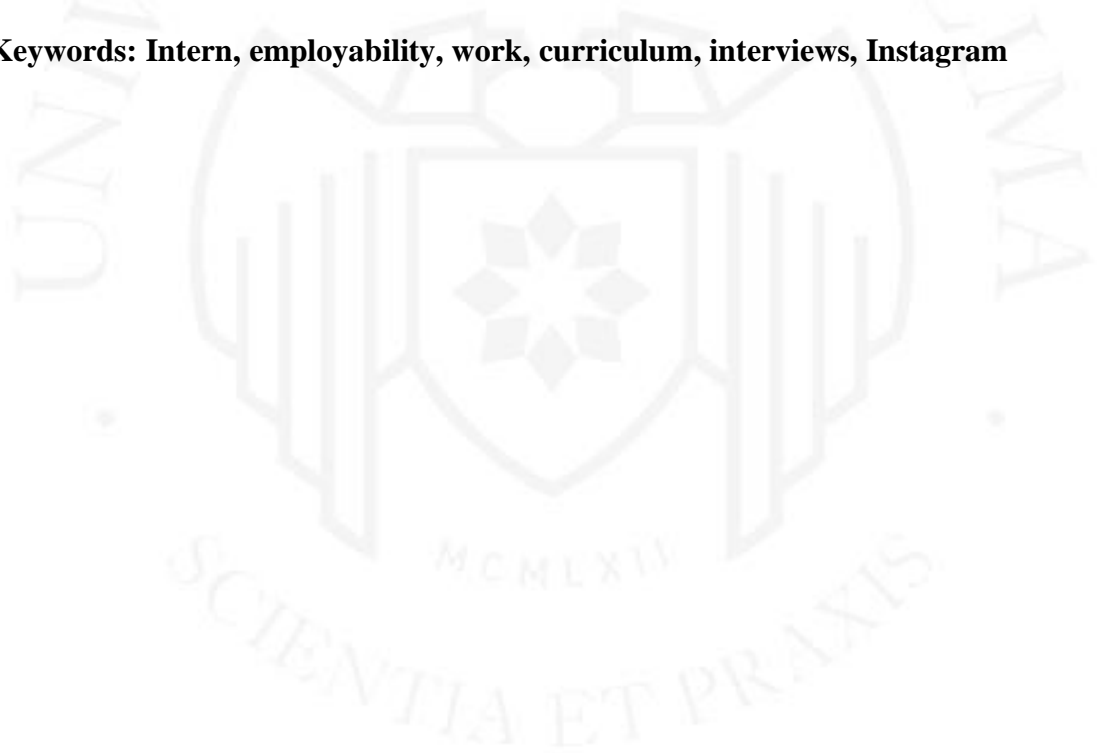 Keywords: Intern, employability, work, curriculum, interviews, Instagram
MCMLXII
SCIENTIA ET PRAXIS